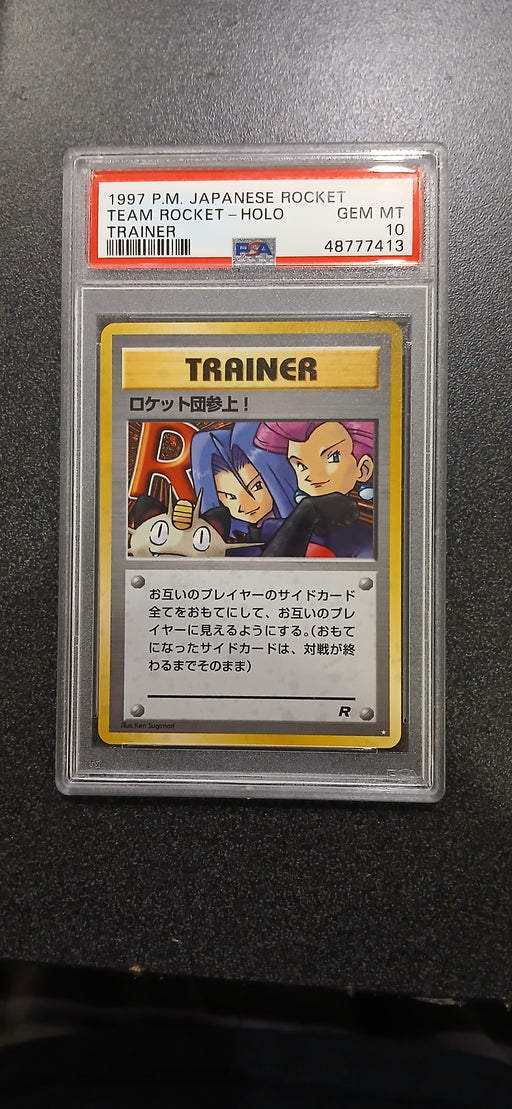 1997 P.M. JAPANESE ROCKET
TEAM ROCKET - HOLO GEM MT
TRAINER 10
PSA 48777413
TRAINER
ロケット団参上!
R
お互いのプレイヤーのサイドカード
全てをおもてにして、お互いのプレ
イヤーに見えるようにする。(おもて
になったサイドカードは、対戦が終
わるまでそのまま)
R
Illus. Ken Sugimori